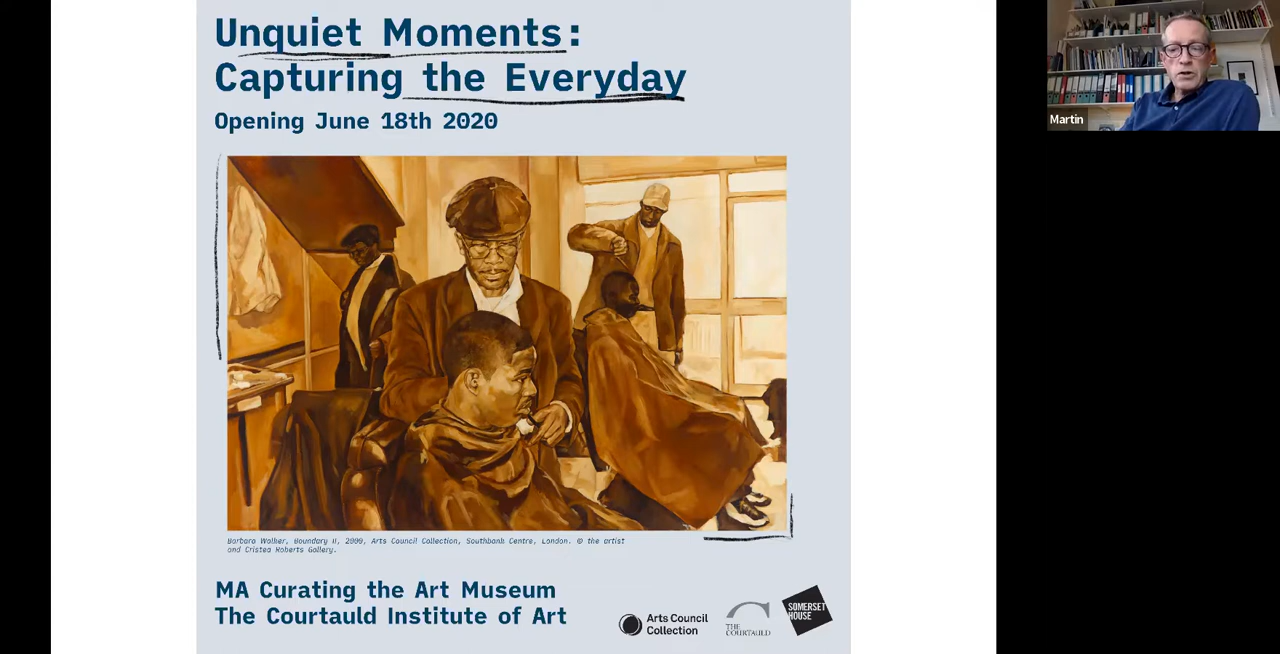 Unquiet Moments:
Capturing the Everyday
Opening June 18th 2020
Martin
Barbara Walker, Boundary II, 2000, Arts Council Collection, Southbank Centre, London. © the artist
and Cristea Roberts Gallery.
MA Curating the Art Museum
The Courtauld Institute of Art
Arts Council
Collection
THE
COURTAULD
SOMERSET
HOUSE